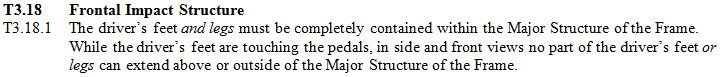 T3.18 Frontal Impact Structure
T3.18.1 The driver's feet and legs must be completely contained within the Major Structure of the Frame.
While the driver's feet are touching the pedals, in side and front views no part of the driver's feet or
legs can extend above or outside of the Major Structure of the Frame.